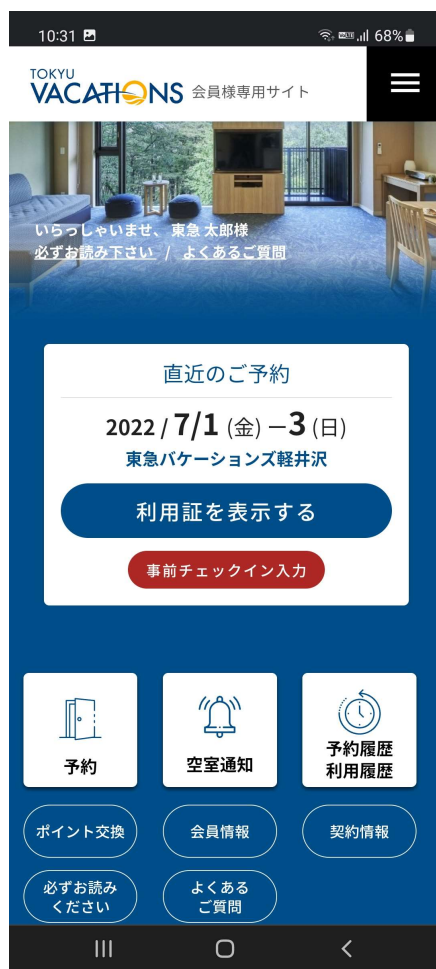 10:31
68%
TOKYU
VACATIONS 会員様専用サイト
いらっしゃいませ、 東急 太郎様
必ずお読み下さい / よくあるご質問
直近のご予約
2022 / 7/1 (金) ー3 (日)
東急バケーションズ軽井沢
利用証を表示する
事前チェックイン入力
予約
空室通知
予約履歴
利用履歴
ポイント交換
会員情報
契約情報
必ずお読み
ください
よくある
ご質問